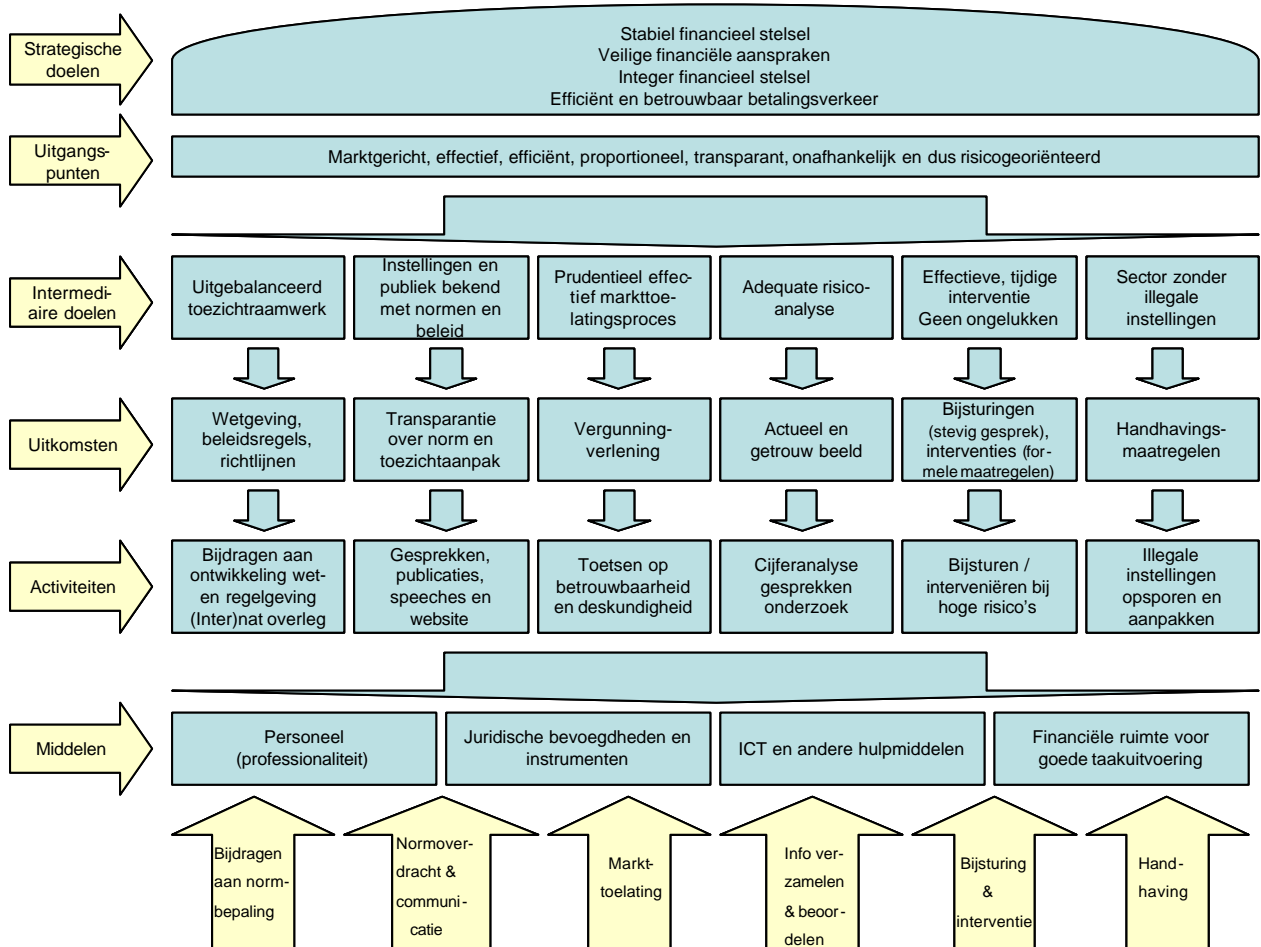 Strategische
doelen
Stabiel financieel stelsel
Veilige financiële aanspraken
Integer financieel stelsel
Efficiënt en betrouwbaar betalingsverkeer
Uitgangs-
punten
Marktgericht, effectief, efficiënt, proportioneel, transparant, onafhankelijk en dus risicogeoriënteerd
Intermedi-
aire doelen
Uitgebalanceerd
toezichtraamwerk
Instellingen en
publiek bekend
met normen en
beleid
Prudentieel effec-
tief markttoe-
latingsproces
Adequate risico-
analyse
Effectieve, tijdige
interventie
Geen ongelukken
Sector zonder
illegale
instellingen
Uitkomsten
Wetgeving,
beleidsregels,
richtlijnen
Transparantie
over norm en
toezichtaanpak
Vergunning-
verlening
Actueel en
getrouw beeld
Bijsturingen
(stevig gesprek),
interventies (for-
mele maatregelen)
Handhavings-
maatregelen
Activiteiten
Bijdragen aan
ontwikkeling wet-
en regelgeving
(Inter)nat overleg
Gesprekken,
publicaties,
speeches en
website
Toetsen op
betrouwbaarheid
en deskundigheid
Cijferanalyse
gesprekken
onderzoek
Bijsturen /
interveniëren bij
hoge risico's
Illegale
instellingen
opsporen en
aanpakken
Middelen
Personeel
(professionaliteit)
Juridische bevoegdheden en
instrumenten
ICT en andere hulpmiddelen
Financiële ruimte voor
goede taakuitvoering
Bijdragen
aan norm-
bepaling
Normover-
dracht &
communi-
catie
Markt-
toelating
Info ver-
zamelen
& beoor-
delen
Bijsturing
&
interventie
Hand-
having